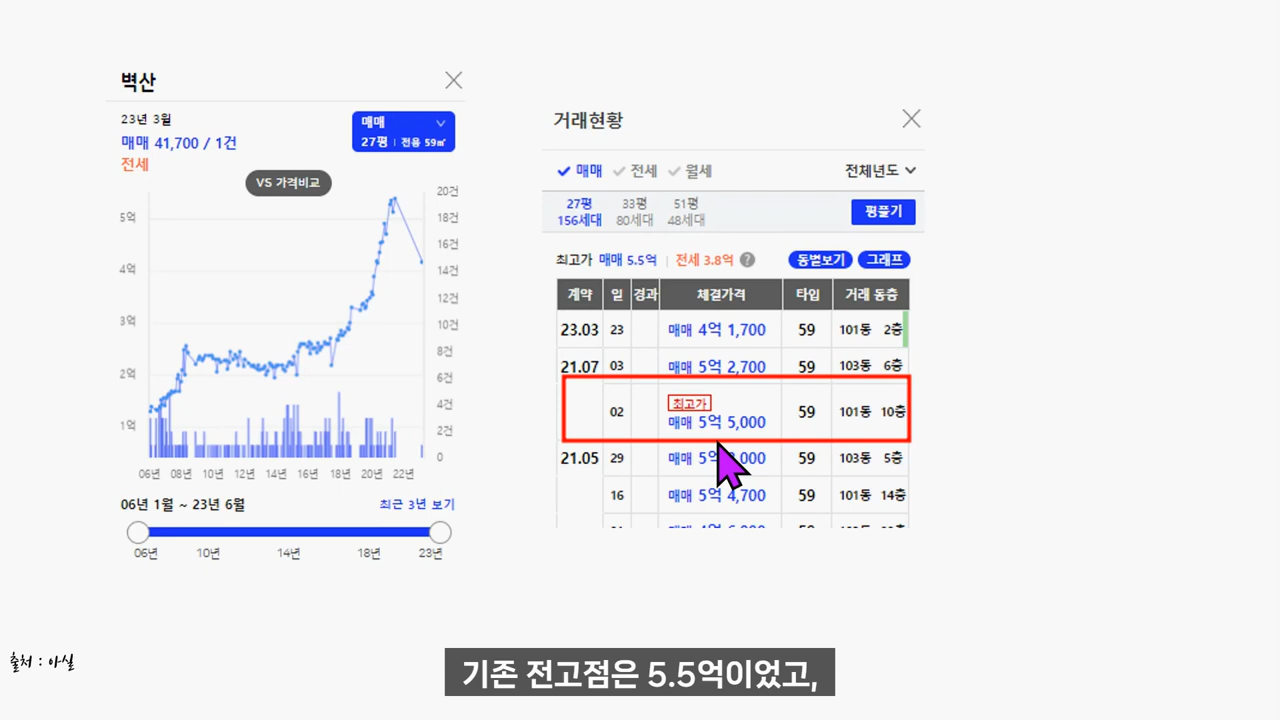 벽산
23년 3월
매매 41,700 / 1건
전세
매매
27평 | 전용 59㎡
VS 가격비교
5억
4억
3억
2억
1억
20건
18건
16건
14건
12건
10건
8건
6건
4건
2건
0
06년 08년 10년 12년 14년 16년 18년 20년 22년
06년 1월 ~ 23년 6월
최근 3년 보기
06년 10년 14년 18년 23년
거래현황
매매 전세 월세
전체년도
27평 33평 51평
156세대 80세대 48세대
평풀기
최고가 매매 5.5억 | 전세 3.8억 ?
동별보기 그래프
계약 일 경과 체결가격 타입 거래 동층
23.03 23 매매 4억 1,700 59 101동 2층
21.07 03 매매 5억 2,700 59 103동 6층
최고가
02 매매 5억 5,000 59 101동 10층
21.05 29 매매 59 103동 5층
16 매매 5억 4,700 59 101동 14층
출처 : 아실
기존 전고점은 5.5억이었고,